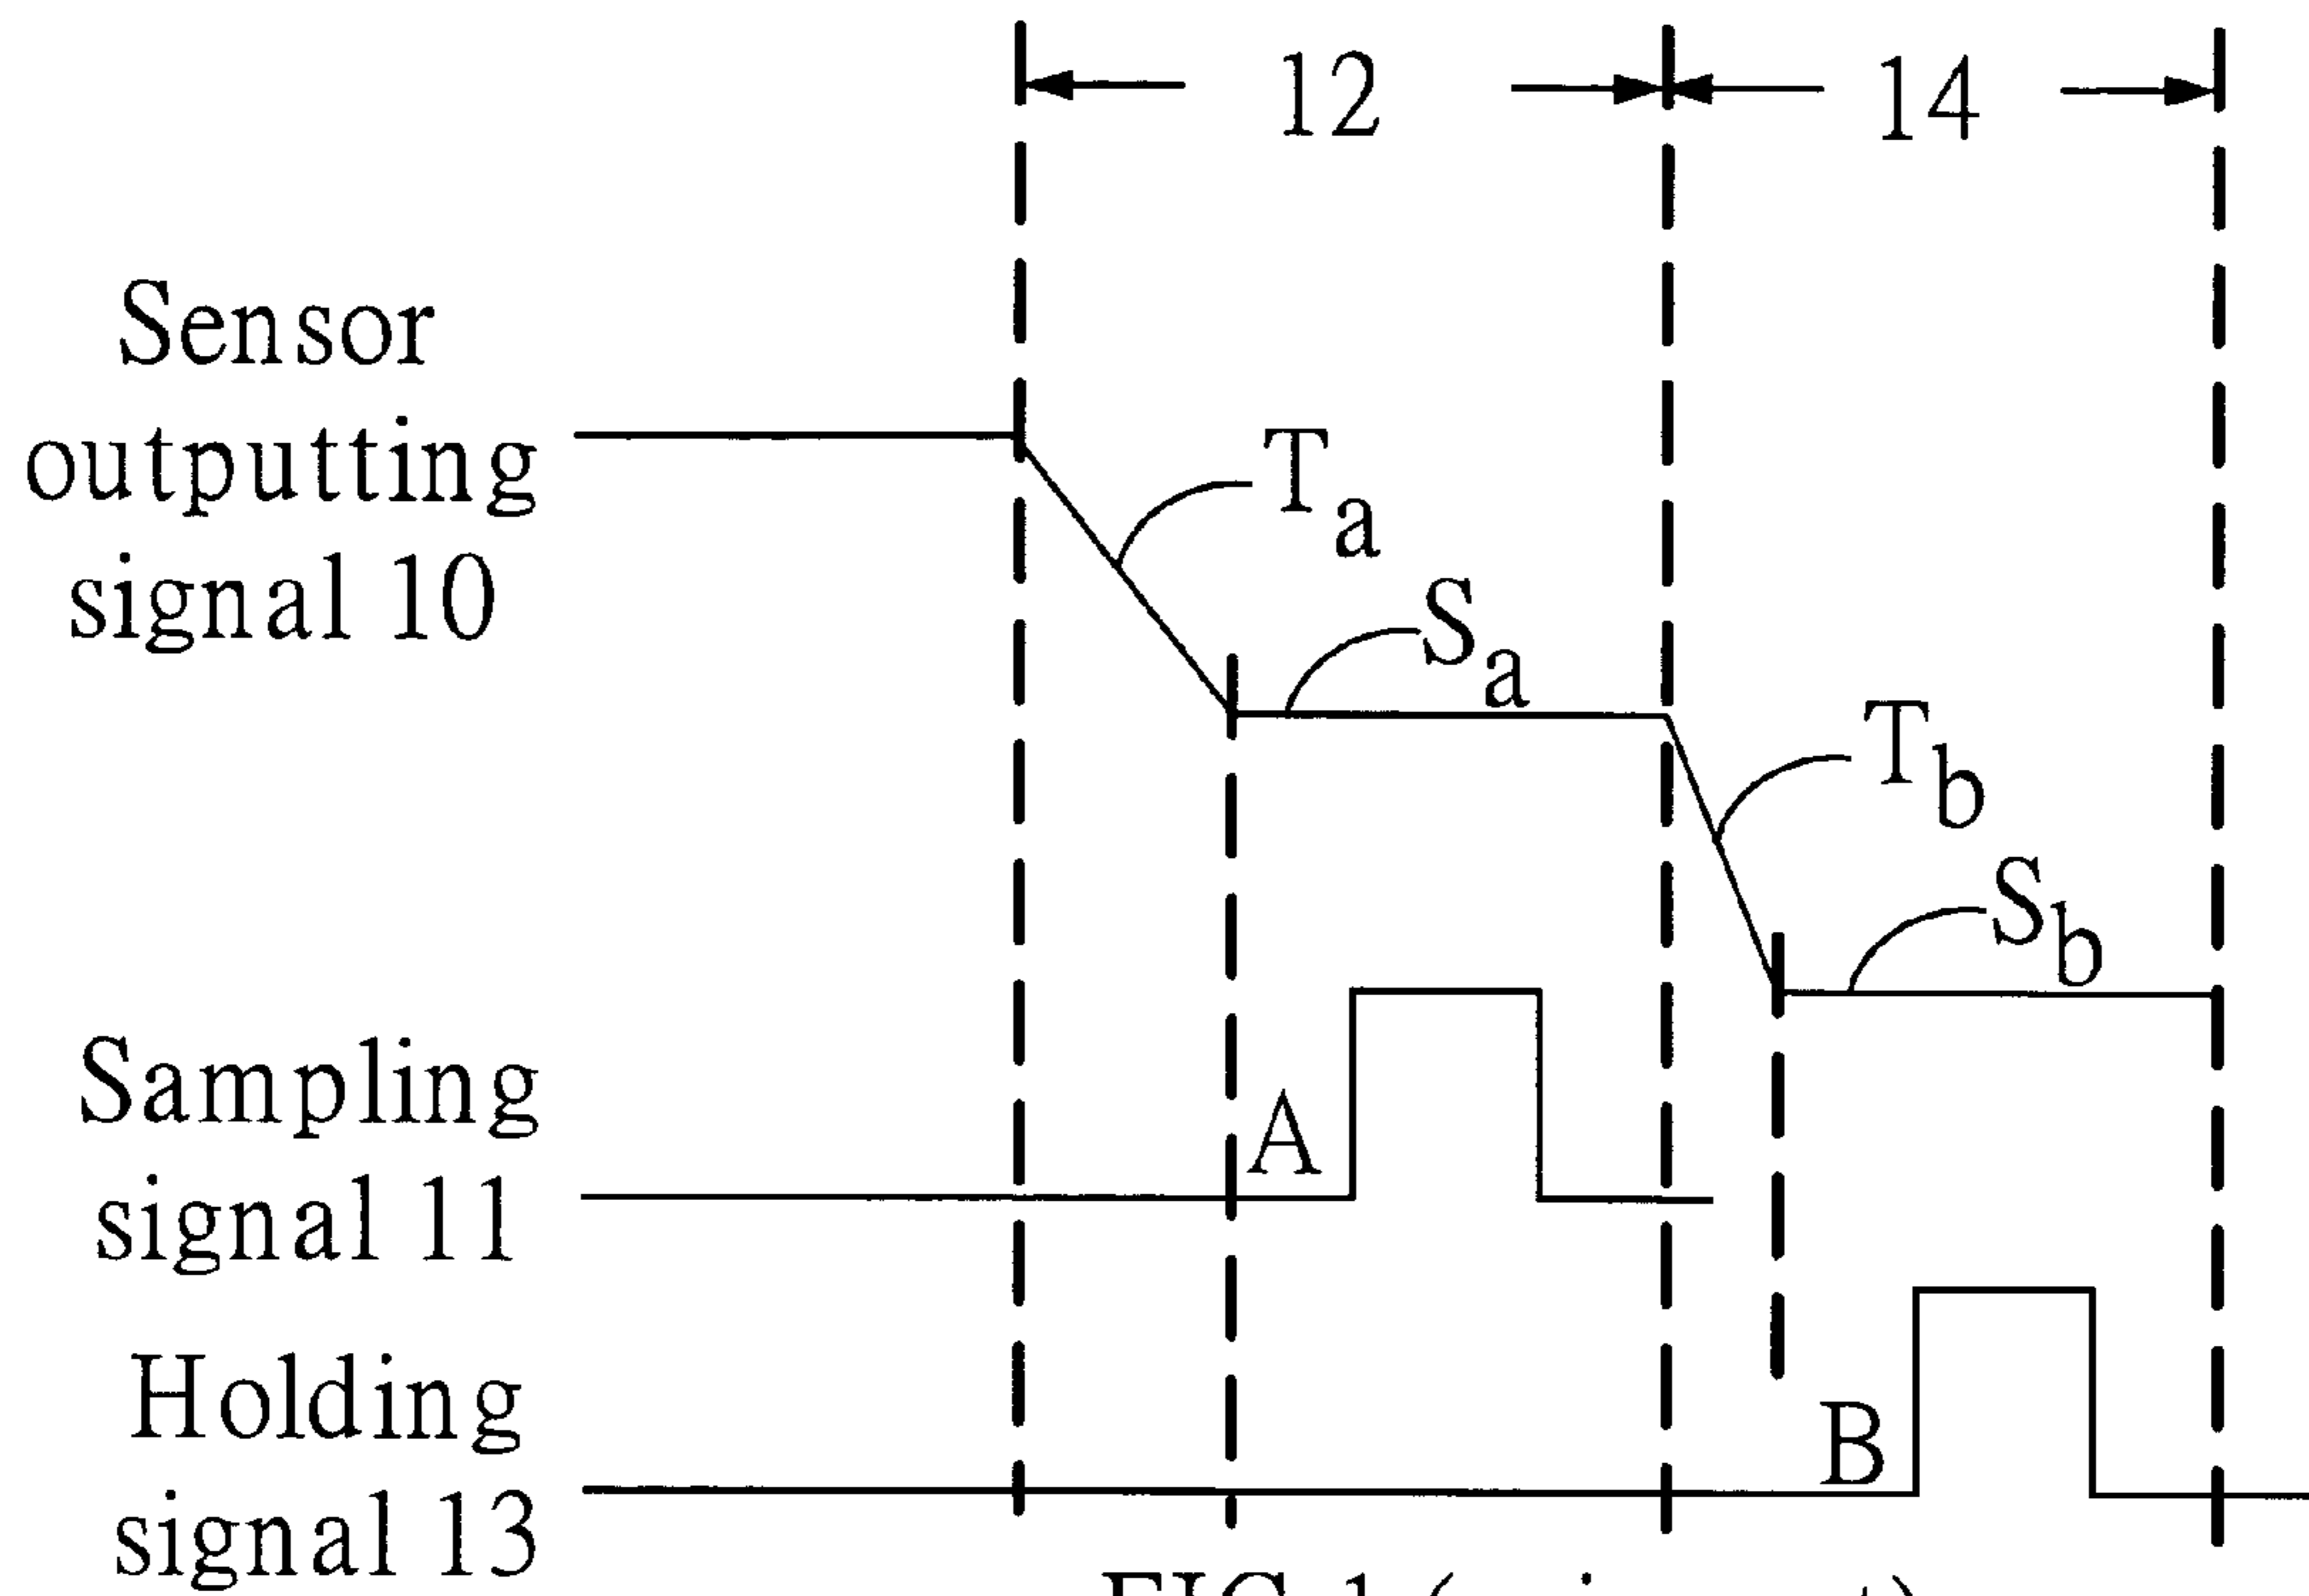 12
14
Sensor
outputting
signal 10
Ta
Sa
Tb
Sb
Sampling
signal 11
A
Holding
signal 13
B